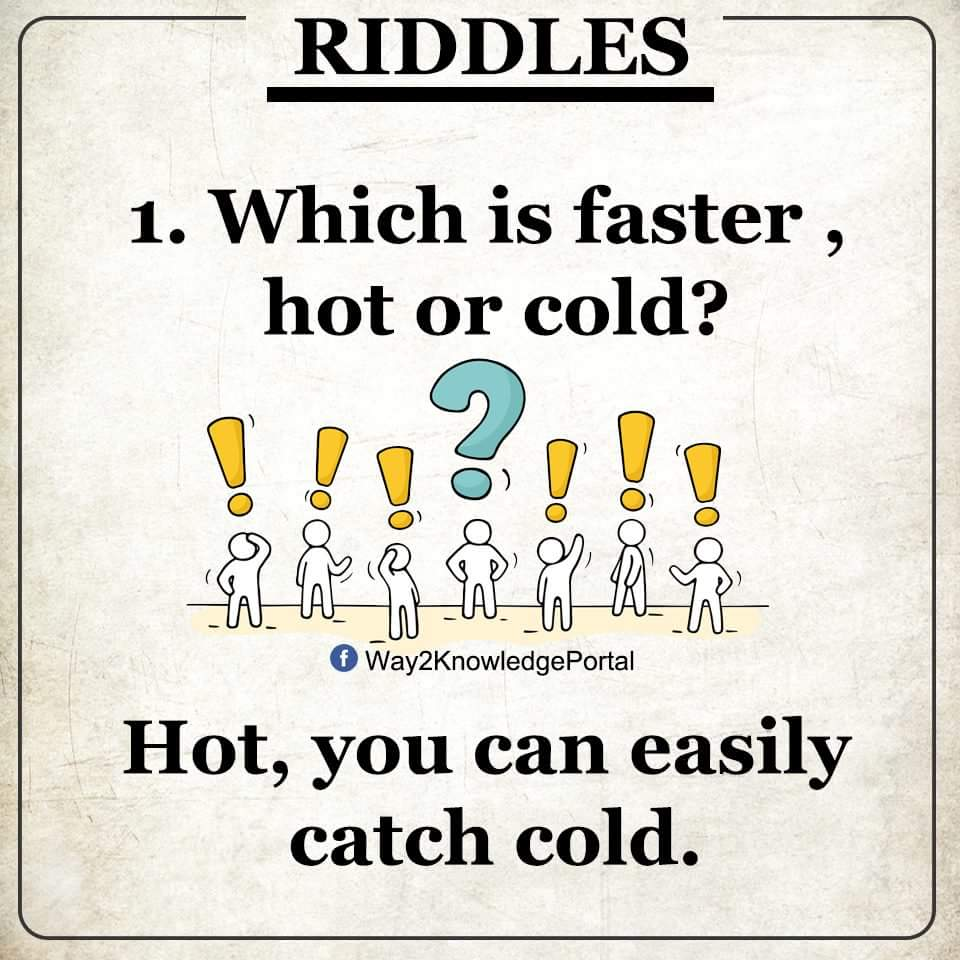 RIDDLES
1. Which is faster ,
hot or cold?
f Way2KnowledgePortal
Hot, you can easily
catch cold.